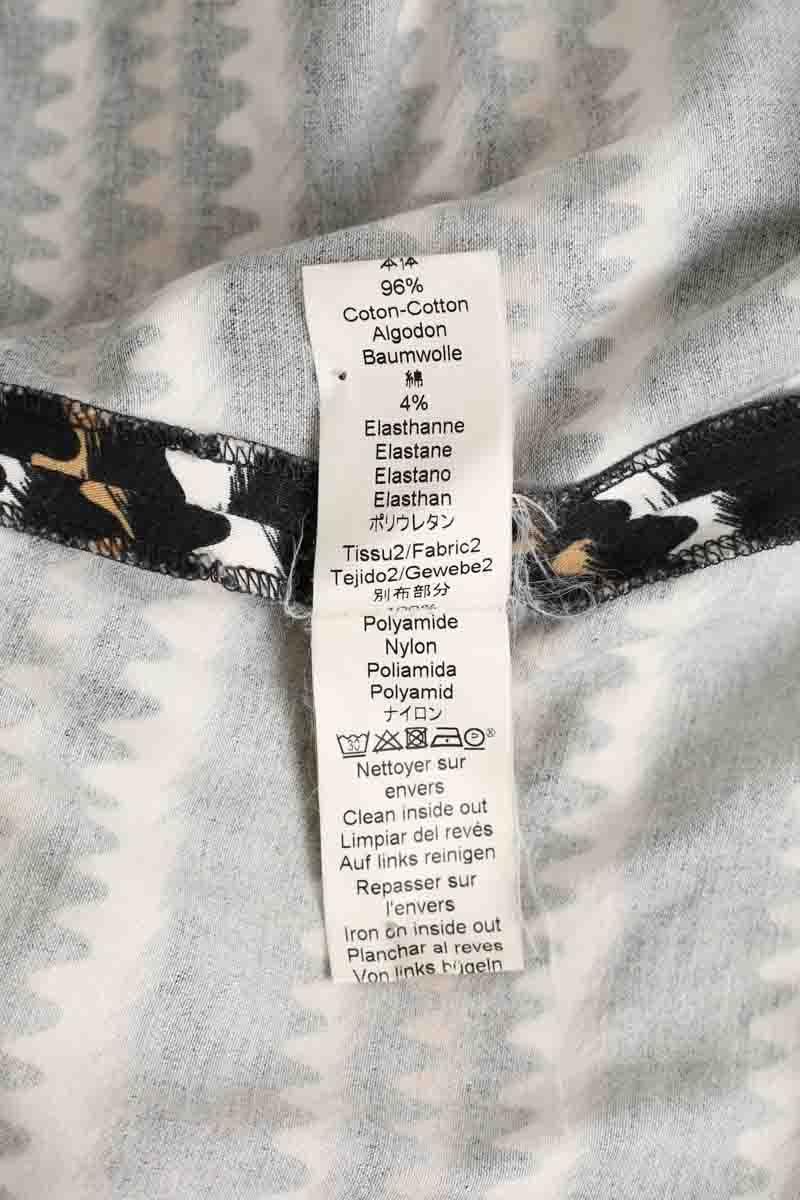 96%
Coton-Cotton
Algodon
Baumwolle
綿
4%
Elasthanne
Elastane
Elastano
Elasthan
ポリウレタン
Tissu2/Fabric2
Tejido2/Gewebe2
別布部分
100%
Polyamide
Nylon
Poliamida
Polyamid
ナイロン
30 P®
Nettoyer sur
envers
Clean inside out
Limpiar del revés
Auf links reinigen
Repasser sur
l'envers
Iron on inside out
Planchar al reves
Von links bügeln